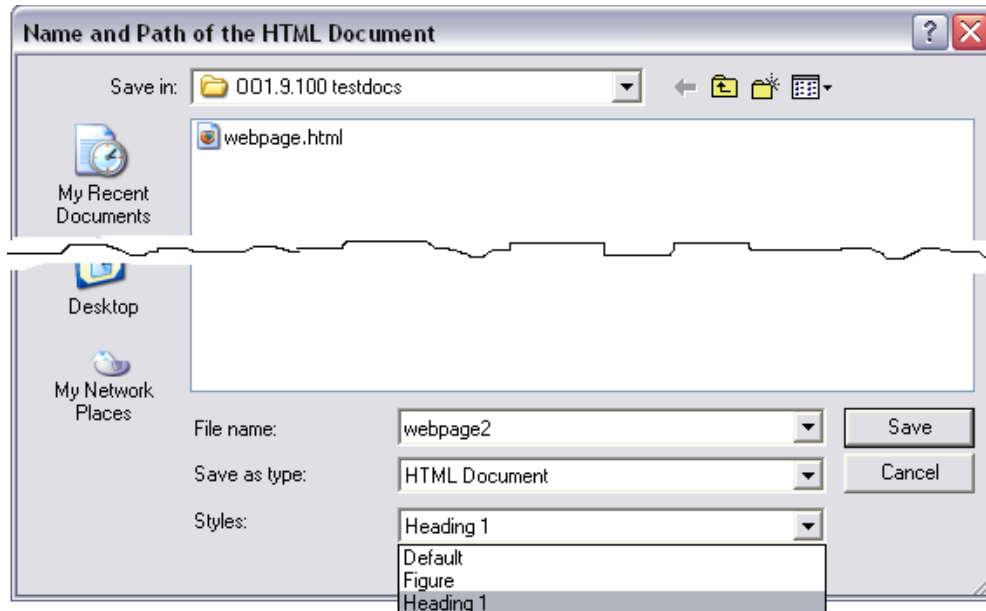 Name and Path of the HTML Document
Save in:
OO1.9.100 testdocs
webpage.html
My Recent
Documents
Desktop
My Network
Places
File name:
webpage2
Save
Save as type:
HTML Document
Cancel
Styles:
Heading 1
Default
Figure
Heading 1